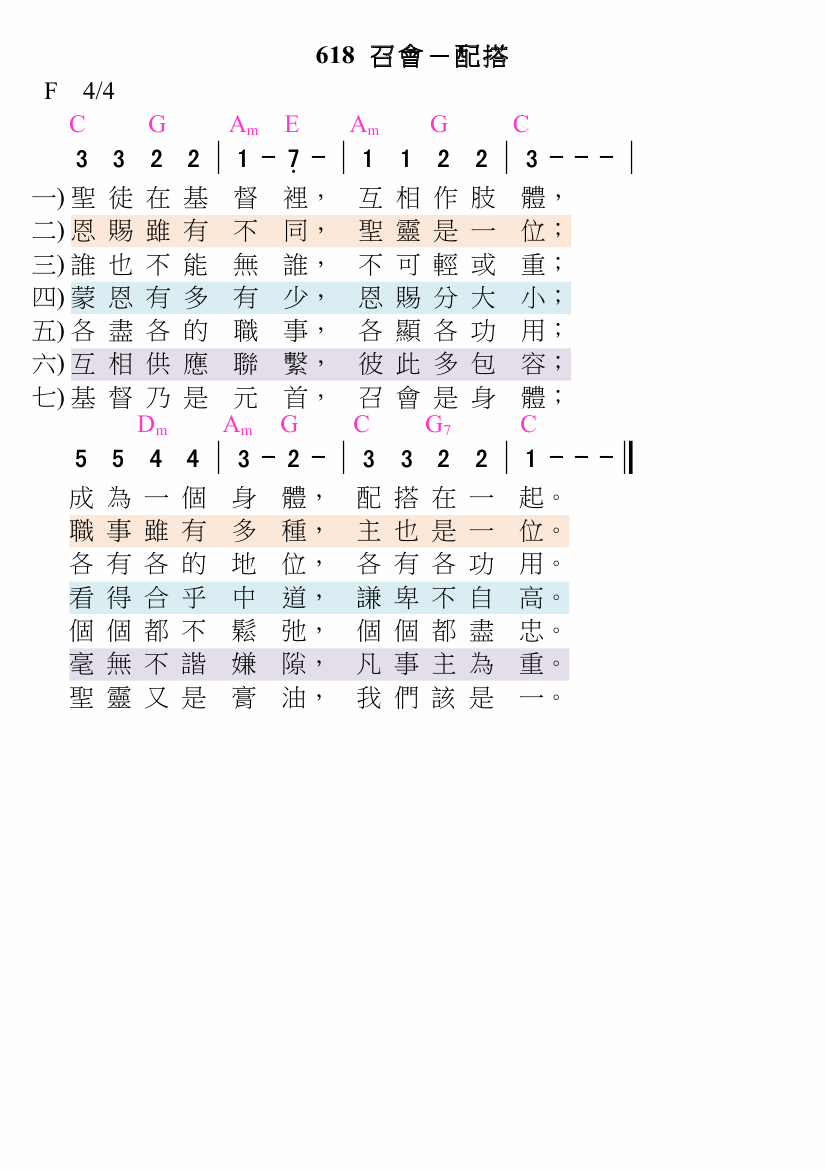 618 召會－配搭
F 4/4
C G Am E Am G C
3 3 2 2 | 1 - 7̣ - | 1 1 2 2 | 3 - - - |
一) 聖徒在基督裡，互相作肢體，
二) 恩賜雖有不同，聖靈是一位；
三) 誰也不能無誰，不可輕或重；
四) 蒙恩有多有少，恩賜分大小；
五) 各盡各的職事，各顯各功用；
六) 互相供應聯繫，彼此多包容；
七) 基督乃是元首，召會是身體；
Dm Am G C G7 C
5 5 4 4 | 3 - 2 - | 3 3 2 2 | 1 - - - ‖
成為一個身體，配搭在一起。
職事雖有多種，主也是一位。
各有各的地位，各有各功用。
看得合乎中道，謙卑不自高。
個個都不鬆弛，個個都盡忠。
毫無不諧嫌隙，凡事主為重。
聖靈又是膏油，我們該是一。